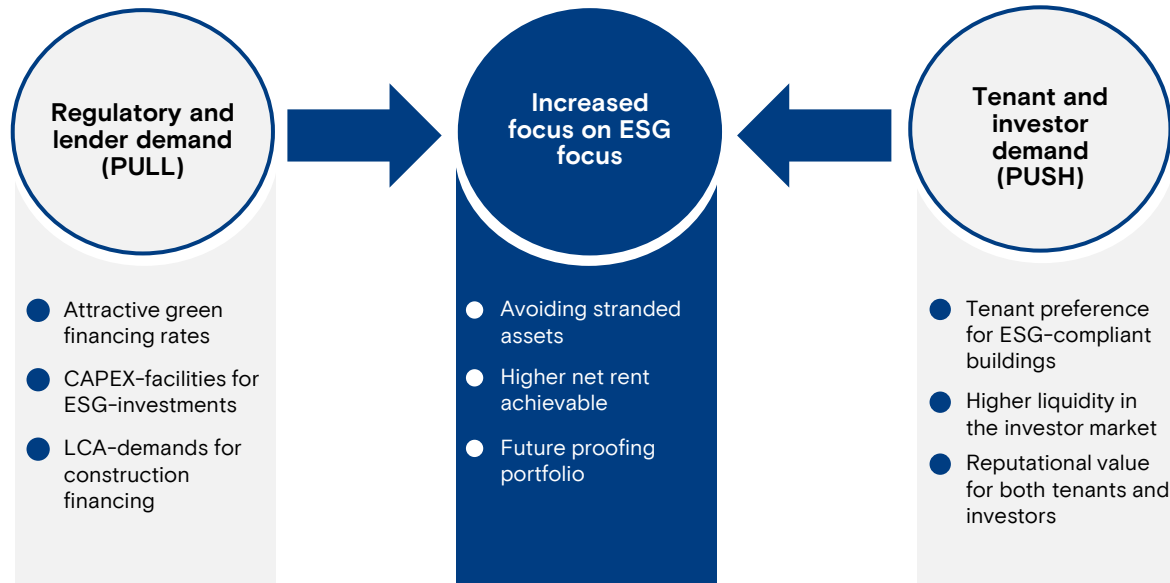 Regulatory and
lender demand
(PULL)
Attractive green
financing rates
CAPEX-facilities for
ESG-investments
LCA-demands for
construction
financing
Increased
focus on ESG
focus
Avoiding stranded
assets
Higher net rent
achievable
Future proofing
portfolio
Tenant and
investor
demand
(PUSH)
Tenant preference
for ESG-compliant
buildings
Higher liquidity in
the investor market
Reputational value
for both tenants and
investors